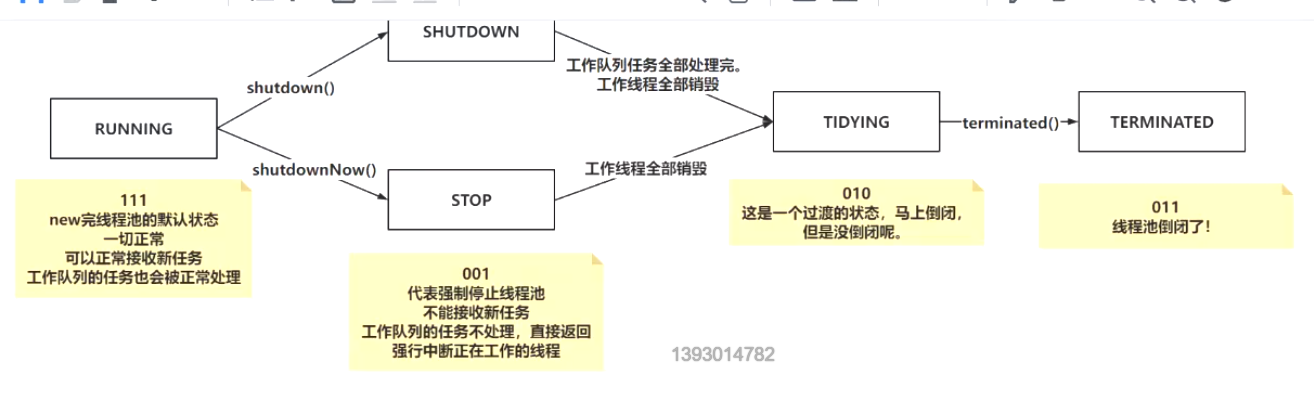 SHUTDOWN
工作队列任务全部处理完。
工作线程全部销毁
shutdown()
RUNNING
TIDYING
terminated()
TERMINATED
shutdownNow()
工作线程全部销毁
STOP
111
new完线程池的默认状态
一切正常
可以正常接收新任务
工作队列的任务也会被正常处理
001
代表强制停止线程池
不能接收新任务
工作队列的任务不处理，直接返回
强行中断正在工作的线程
010
这是一个过渡的状态，马上倒闭，
但是没倒闭呢。
011
线程池倒闭了！
1393014782